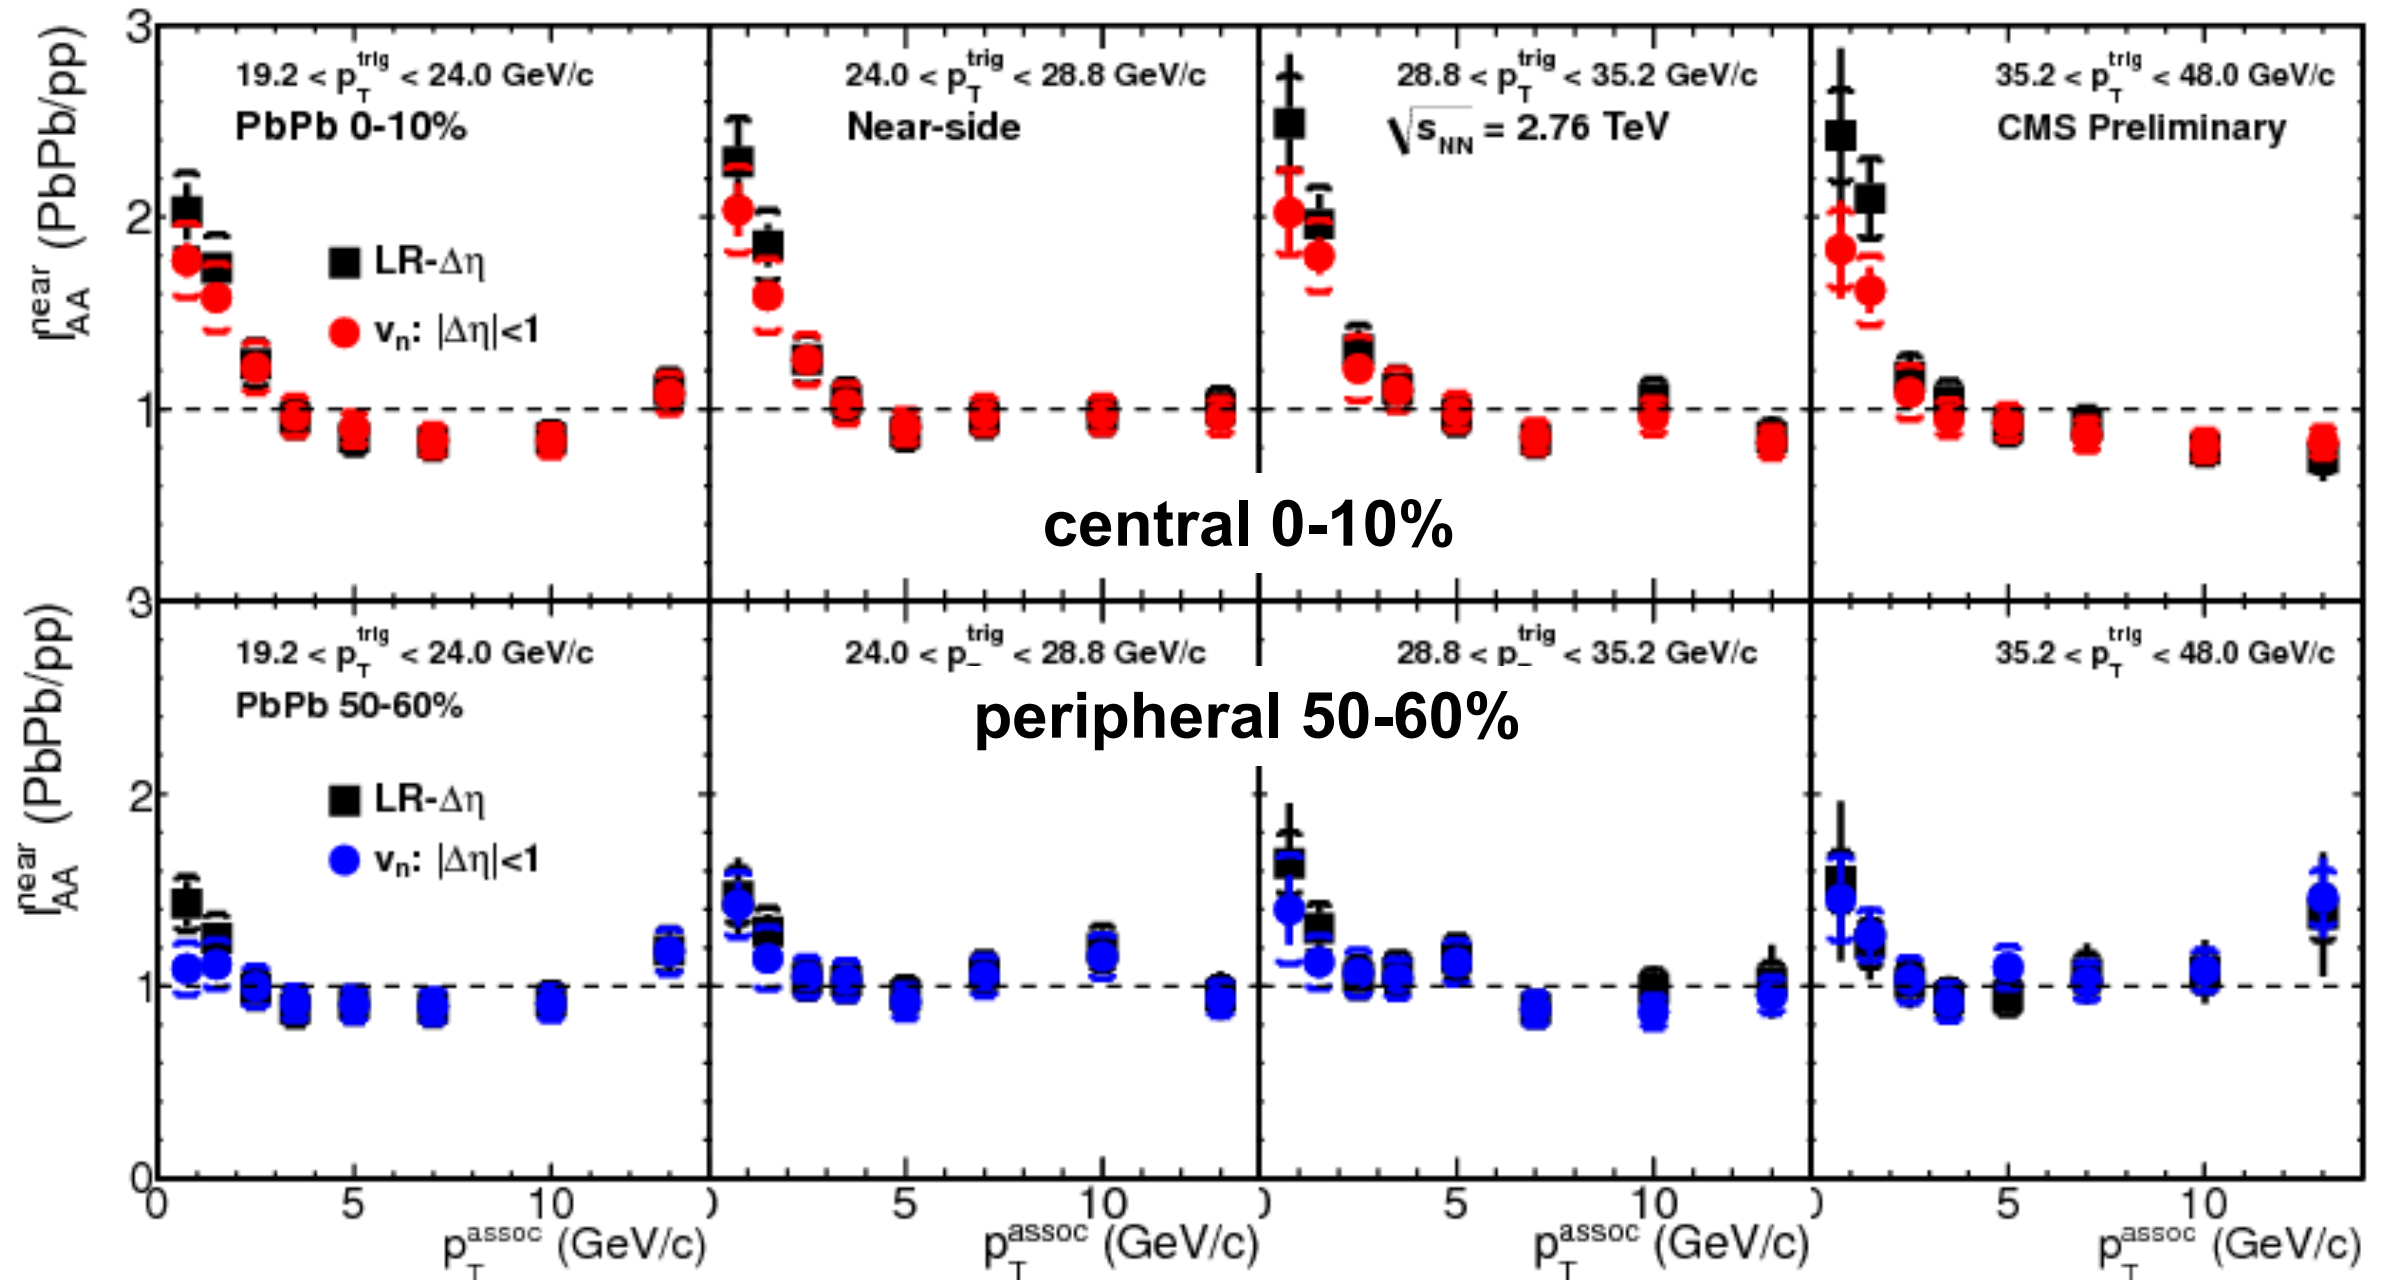 3
19.2 < p_T^trig < 24.0 GeV/c
24.0 < p_T^trig < 28.8 GeV/c
28.8 < p_T^trig < 35.2 GeV/c
35.2 < p_T^trig < 48.0 GeV/c
PbPb 0-10%
Near-side
√s_NN = 2.76 TeV
CMS Preliminary
I_AA^near (PbPb/pp)
2
LR-Δη
v_n: |Δη|<1
1
central 0-10%
3
19.2 < p_T^trig < 24.0 GeV/c
24.0 < p^trig < 28.8 GeV/c
28.8 < p^trig < 35.2 GeV/c
35.2 < p_T^trig < 48.0 GeV/c
PbPb 50-60%
peripheral 50-60%
I_AA^near (PbPb/pp)
2
LR-Δη
v_n: |Δη|<1
1
0
0 5 10 5 10 5 10 5 10
p_T^assoc (GeV/c) p_T^assoc (GeV/c) p_T^assoc (GeV/c) p_T^assoc (GeV/c)